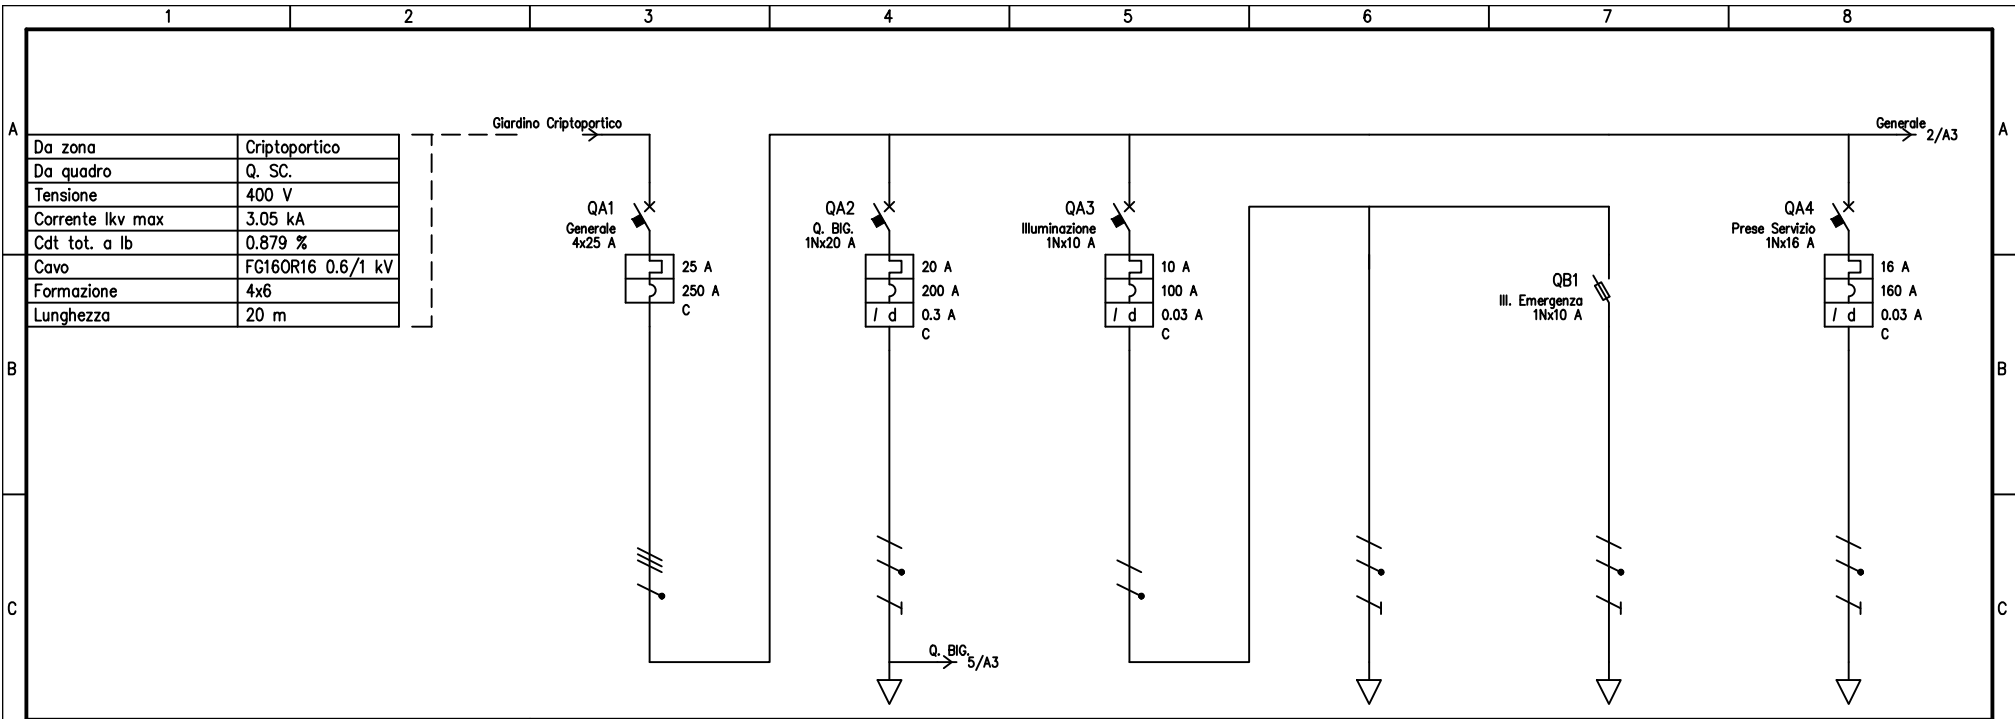 1 2 3 4 5 6 7 8
A A
Giardino Criptoportico
Generale
2/A3
Da zona Criptoportico
Da quadro Q. SC.
Tensione 400 V
Corrente Ikv max 3.05 kA
Cdt tot. a Ib 0.879 %
Cavo FG16OR16 0.6/1 kV
Formazione 4x6
Lunghezza 20 m
QA1
Generale
4x25 A
25 A
250 A
C
QA2
Q. BIG.
1Nx20 A
20 A
200 A
I d 0.3 A
C
QA3
Illuminazione
1Nx10 A
10 A
100 A
I d 0.03 A
C
QB1
Ill. Emergenza
1Nx10 A
QA4
Prese Servizio
1Nx16 A
16 A
160 A
I d 0.03 A
C
B B
C C
Q. BIG.
5/A3